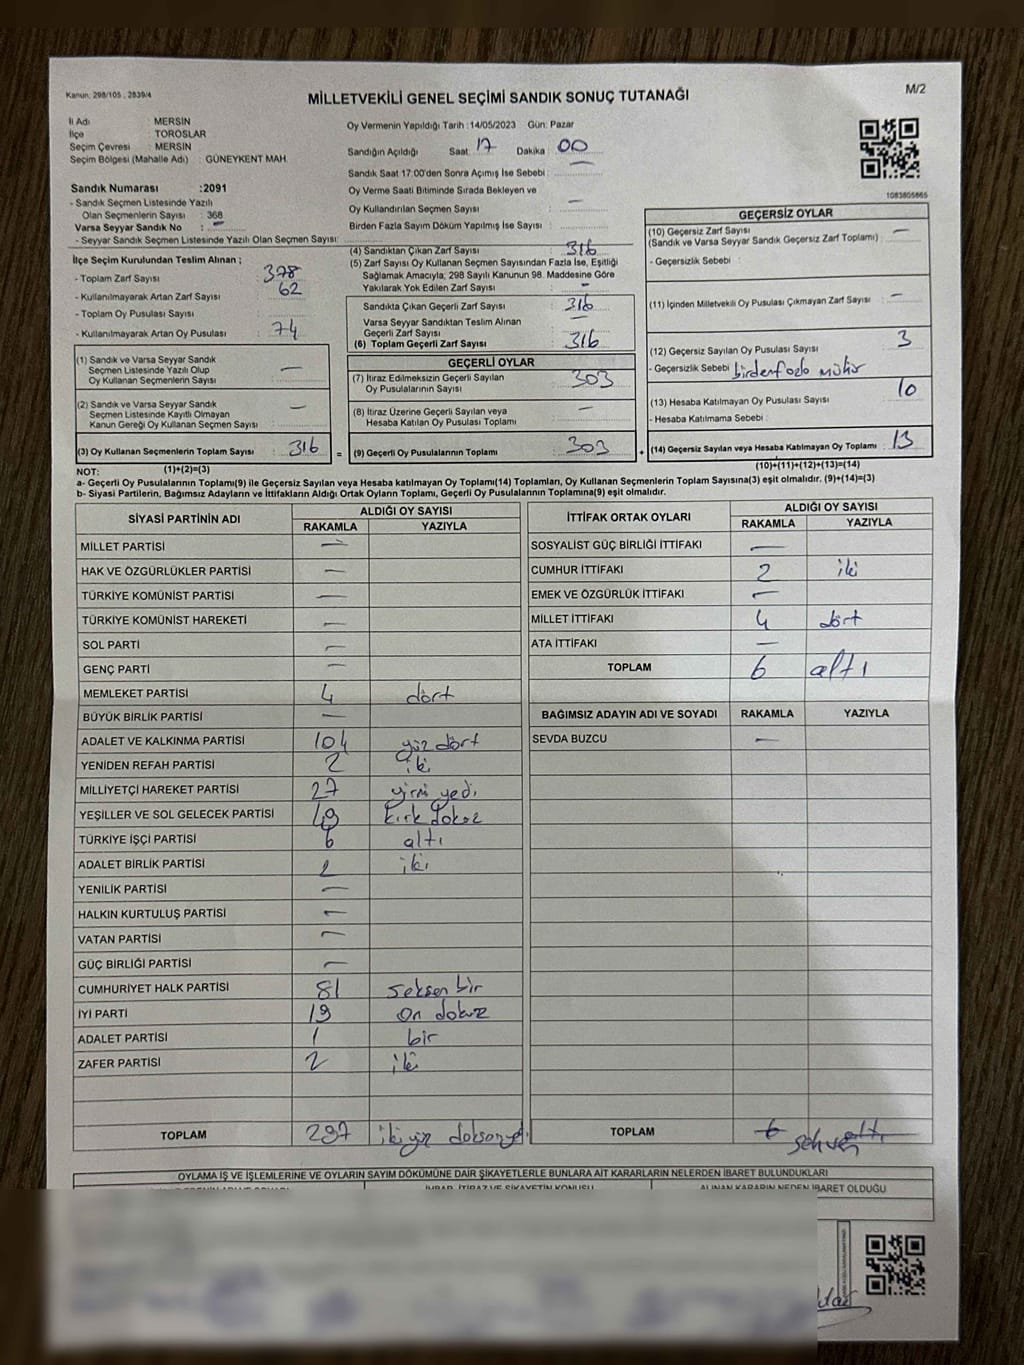 Kanun: 298/105 , 2839/4
MİLLETVEKİLİ GENEL SEÇİMİ SANDIK SONUÇ TUTANAĞI
M/2
İl Adı : MERSİN
İlçe : TOROSLAR
Seçim Çevresi : MERSİN
Seçim Bölgesi (Mahalle Adı) : GÜNEYKENT MAH.
Sandık Numarası :2091
- Sandık Seçmen Listesinde Yazılı
Olan Seçmenlerin Sayısı : 368
Varsa Seyyar Sandık No : –
- Seyyar Sandık Seçmen Listesinde Yazılı Olan Seçmen Sayısı:
İlçe Seçim Kurulundan Teslim Alınan ;
- Toplam Zarf Sayısı : 378
- Kullanılmayarak Artan Zarf Sayısı : 62
- Toplam Oy Pusulası Sayısı :
- Kullanılmayarak Artan Oy Pusulası : 74
(1) Sandık ve Varsa Seyyar Sandık
Seçmen Listesinde Yazılı Olup
Oy Kullanan Seçmenlerin Sayısı : —
(2) Sandık ve Varsa Seyyar Sandık
Seçmen Listesinde Kayıtlı Olmayan
Kanun Gereği Oy Kullanan Seçmen Sayısı : —
(3) Oy Kullanan Seçmenlerin Toplam Sayısı : 316
Oy Vermenin Yapıldığı Tarih : 14/05/2023 Gün: Pazar
Sandığın Açıldığı Saat : 17 Dakika : 00
Sandık Saat 17:00'den Sonra Açımış İse Sebebi : —
Oy Verme Saati Bitiminde Sırada Bekleyen ve
Oy Kullandırılan Seçmen Sayısı : —
Birden Fazla Sayım Döküm Yapılmış İse Sayısı :
(4) Sandıktan Çıkan Zarf Sayısı : 316
(5) Zarf Sayısı Oy Kullanan Seçmen Sayısından Fazla İse, Eşitliği
Sağlamak Amacıyla; 298 Sayılı Kanunun 98. Maddesine Göre
Yakılarak Yok Edilen Zarf Sayısı : –
Sandıkta Çıkan Geçerli Zarf Sayısı : 316
Varsa Seyyar Sandıktan Teslim Alınan
Geçerli Zarf Sayısı : —
(6) Toplam Geçerli Zarf Sayısı : 316
GEÇERLİ OYLAR
(7) İtiraz Edilmeksizin Geçerli Sayılan
Oy Pusulalarının Sayısı : 303
(8) İtiraz Üzerine Geçerli Sayılan veya
Hesaba Katılan Oy Pusulası Toplamı : —
= (9) Geçerli Oy Pusulalarının Toplamı : 303 +
1083805865
GEÇERSİZ OYLAR
(10) Geçersiz Zarf Sayısı : —
(Sandık ve Varsa Seyyar Sandık Geçersiz Zarf Toplamı)
- Geçersizlik Sebebi :
(11) İçinden Milletvekili Oy Pusulası Çıkmayan Zarf Sayısı : —
(12) Geçersiz Sayılan Oy Pusulası Sayısı : 3
- Geçersizlik Sebebi : birdenfazla mühür
(13) Hesaba Katılmayan Oy Pusulası Sayısı : 10
- Hesaba Katılmama Sebebi :
(14) Geçersiz Sayılan veya Hesaba Katılmayan Oy Toplamı : 13
NOT: (1)+(2)=(3) (10)+(11)+(12)+(13)=(14)
a- Geçerli Oy Pusulalarının Toplamı(9) ile Geçersiz Sayılan veya Hesaba katılmayan Oy Toplamı(14) Toplamları, Oy Kullanan Seçmenlerin Toplam Sayısına(3) eşit olmalıdır. (9)+(14)=(3)
b- Siyasi Partilerin, Bağımsız Adayların ve İttifakların Aldığı Ortak Oyların Toplamı, Geçerli Oy Pusulalarının Toplamına(9) eşit olmalıdır.
SİYASİ PARTİNİN ADI ALDIĞI OY SAYISI
RAKAMLA YAZIYLA
MİLLET PARTİSİ —
HAK VE ÖZGÜRLÜKLER PARTİSİ —
TÜRKİYE KOMÜNİST PARTİSİ —
TÜRKİYE KOMÜNİST HAREKETİ —
SOL PARTİ —
GENÇ PARTİ —
MEMLEKET PARTİSİ 4 dört
BÜYÜK BİRLİK PARTİSİ —
ADALET VE KALKINMA PARTİSİ 104 yüz dört
YENİDEN REFAH PARTİSİ 2 iki
MİLLİYETÇİ HAREKET PARTİSİ 27 yirmi yedi
YEŞİLLER VE SOL GELECEK PARTİSİ 49 kırk dokuz
TÜRKİYE İŞÇİ PARTİSİ 6 altı
ADALET BİRLİK PARTİSİ 2 iki
YENİLİK PARTİSİ —
HALKIN KURTULUŞ PARTİSİ —
VATAN PARTİSİ —
GÜÇ BİRLİĞİ PARTİSİ —
CUMHURİYET HALK PARTİSİ 81 seksen bir
İYİ PARTİ 19 on dokuz
ADALET PARTİSİ 1 bir
ZAFER PARTİSİ 2 iki
TOPLAM 297 ikiyüz doksanyedi
İTTİFAK ORTAK OYLARI ALDIĞI OY SAYISI
RAKAMLA YAZIYLA
SOSYALİST GÜÇ BİRLİĞİ İTTİFAKI —
CUMHUR İTTİFAKI 2 iki
EMEK VE ÖZGÜRLÜK İTTİFAKI —
MİLLET İTTİFAKI 4 dört
ATA İTTİFAKI —
TOPLAM 6 altı
BAĞIMSIZ ADAYIN ADI VE SOYADI RAKAMLA YAZIYLA
SEVDA BUZCU —
TOPLAM 6 altı sehven
OYLAMA İŞ VE İŞLEMLERİNE VE OYLARIN SAYIM DÖKÜMÜNE DAİR ŞİKAYETLERLE BUNLARA AİT KARARLARIN NELERDEN İBARET BULUNDUKLARI
İHBAR, İTİRAZ VE ŞİKAYETİN KONUSU ALINAN KARARIN NEDEN İBARET OLDUĞU